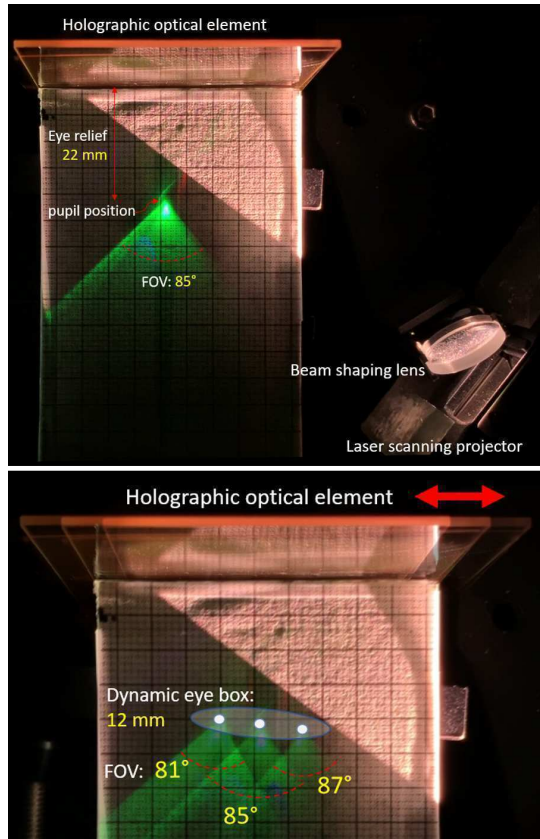 Holographic optical element
Eye relief
22 mm
pupil position
FOV: 85°
Beam shaping lens
Laser scanning projector
Holographic optical element
Dynamic eye box:
12 mm
FOV: 81°
87°
85°